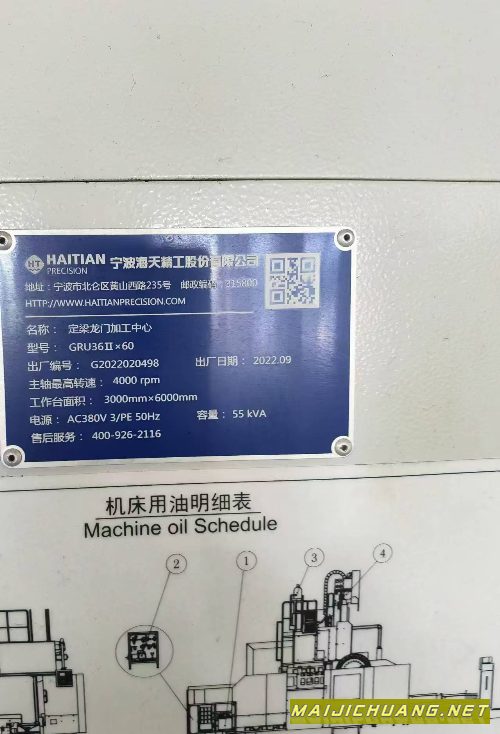 HAITIAN
PRECISION
宁波海天精工股份有限公司
地址：宁波市北仑区黄山西路235号 邮政编码：315800
HTTP://WWW.HAITIANPRECISION.COM
名称： 定梁龙门加工中心
型号： GRU36Ⅱ×60
出厂编号： G2022020498 出厂日期： 2022.09
主轴最高转速： 4000 rpm
工作台面积： 3000mm×6000mm
电源： AC380V 3/PE 50Hz 容量： 55 kVA
售后服务： 400-926-2116
机床用油明细表
Machine oil Schedule
2 1 3 4
MAIJICHUANG.NET